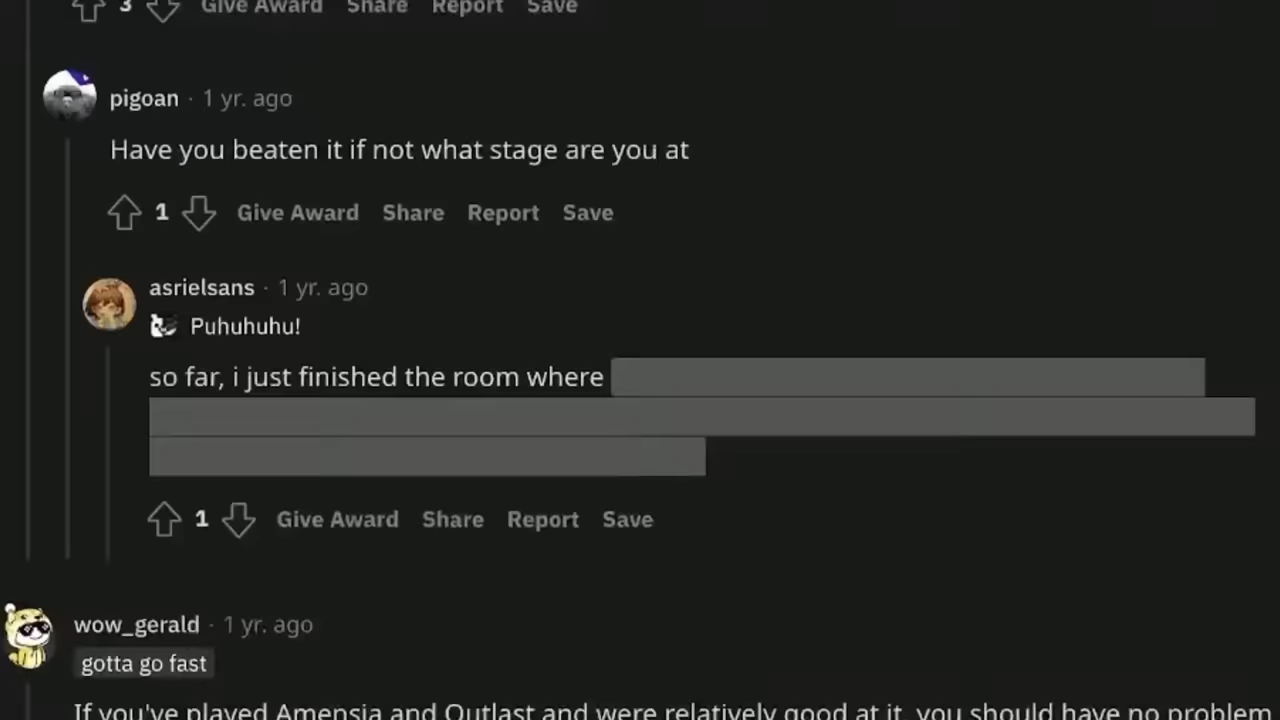 3 Give Award Share Report Save
pigoan · 1 yr. ago
Have you beaten it if not what stage are you at
1 Give Award Share Report Save
asrielsans · 1 yr. ago
Puhuhuhu!
so far, i just finished the room where
1 Give Award Share Report Save
wow_gerald · 1 yr. ago
gotta go fast
If you've played Amensia and Outlast and were relatively good at it, you should have no problem